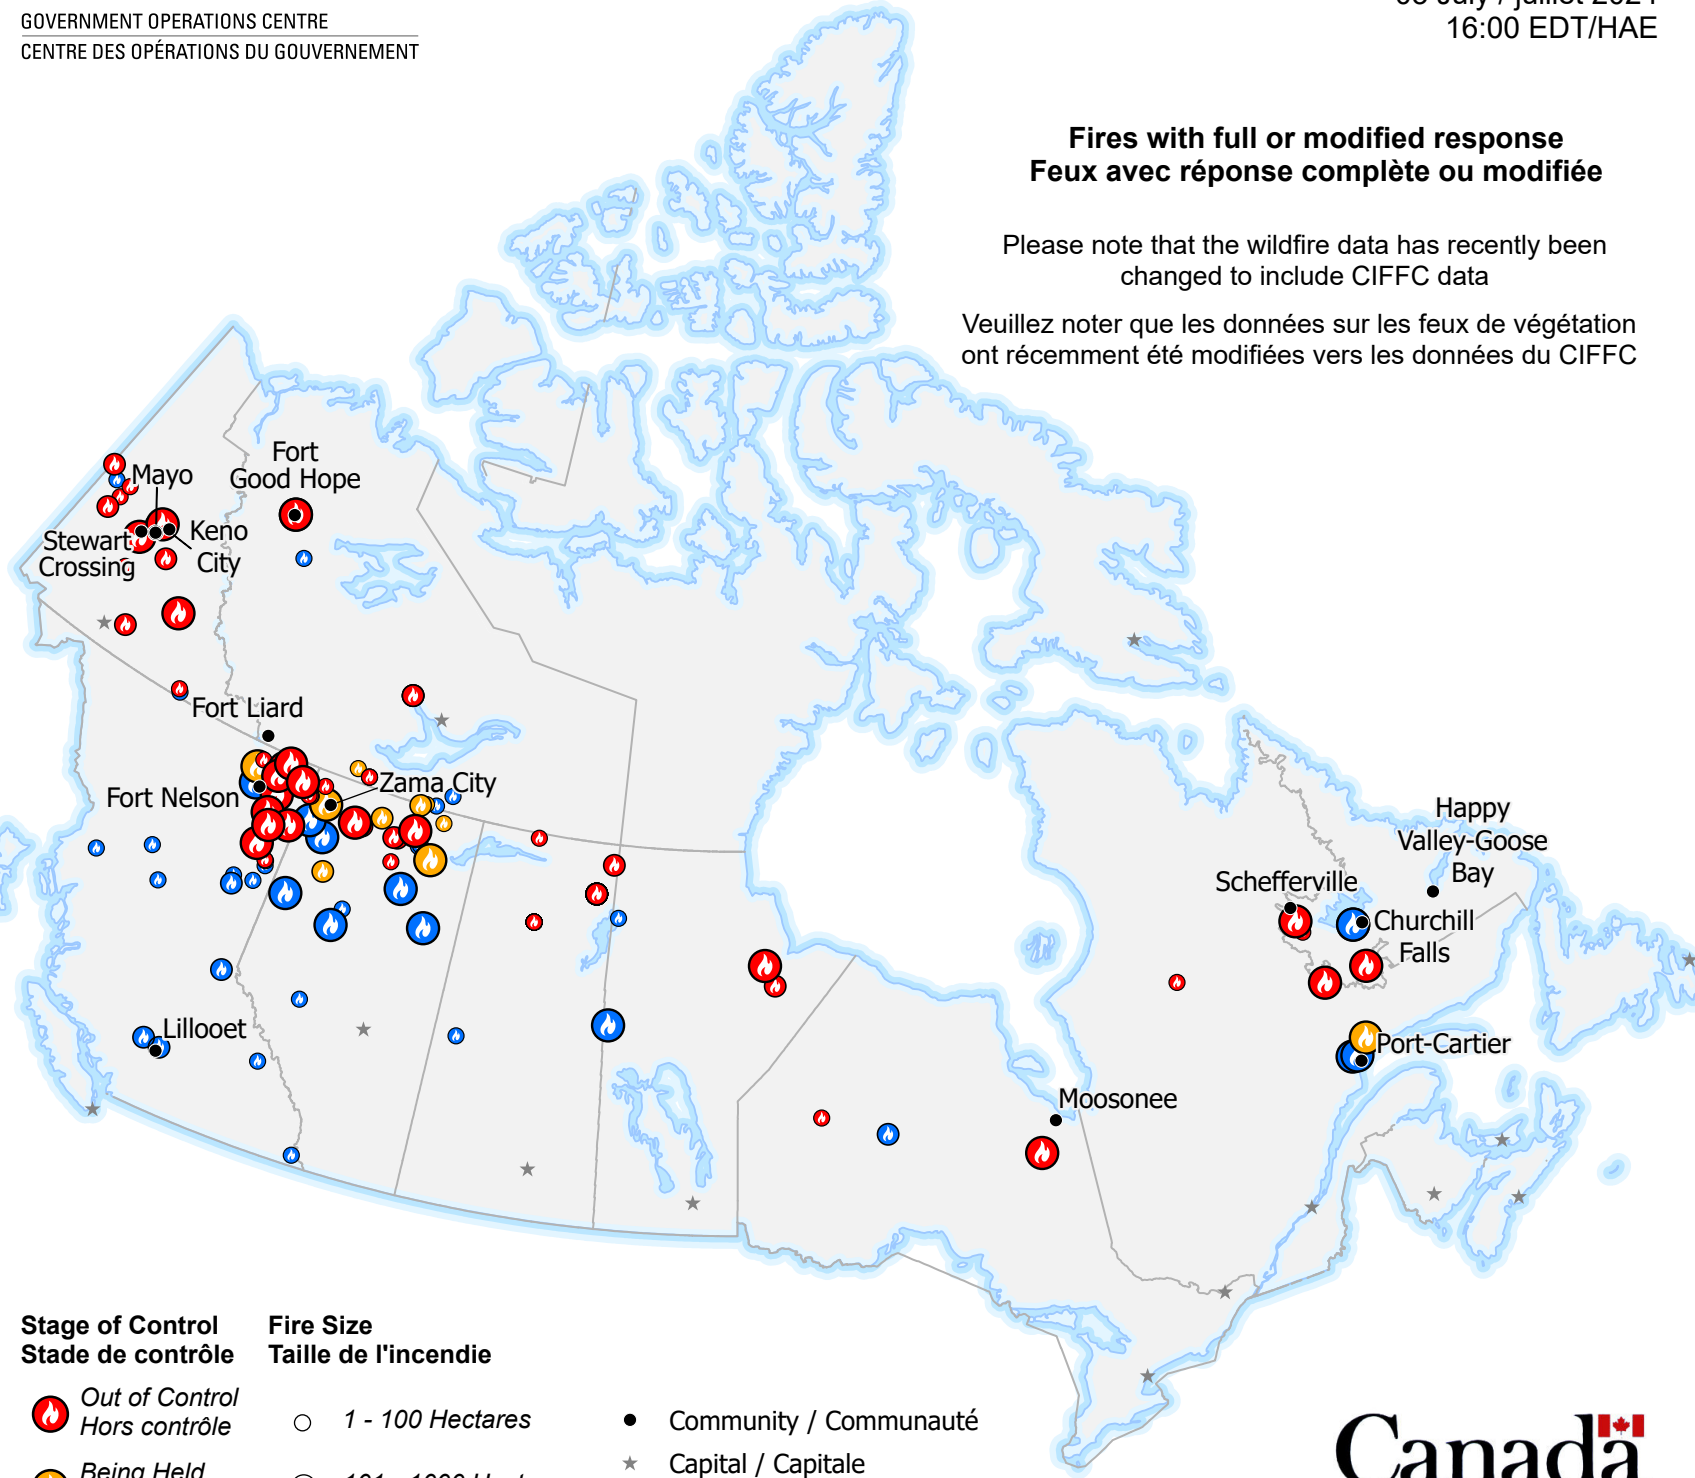 GOVERNMENT OPERATIONS CENTRE
CENTRE DES OPÉRATIONS DU GOUVERNEMENT
July / juillet 2024
16:00 EDT/HAE
Fires with full or modified response
Feux avec réponse complète ou modifiée
Please note that the wildfire data has recently been
changed to include CIFFC data
Veuillez noter que les données sur les feux de végétation
ont récemment été modifiées vers les données du CIFFC
Fort
Good Hope
Mayo
Keno
City
Stewart
Crossing
Fort Liard
Fort Nelson
Zama City
Happy
Valley-Goose
Bay
Schefferville
Churchill
Falls
Lillooet
Port-Cartier
Moosonee
Stage of Control
Stade de contrôle
Out of Control
Hors contrôle
Being Held
Fire Size
Taille de l'incendie
1 - 100 Hectares
Community / Communauté
Capital / Capitale
Canada